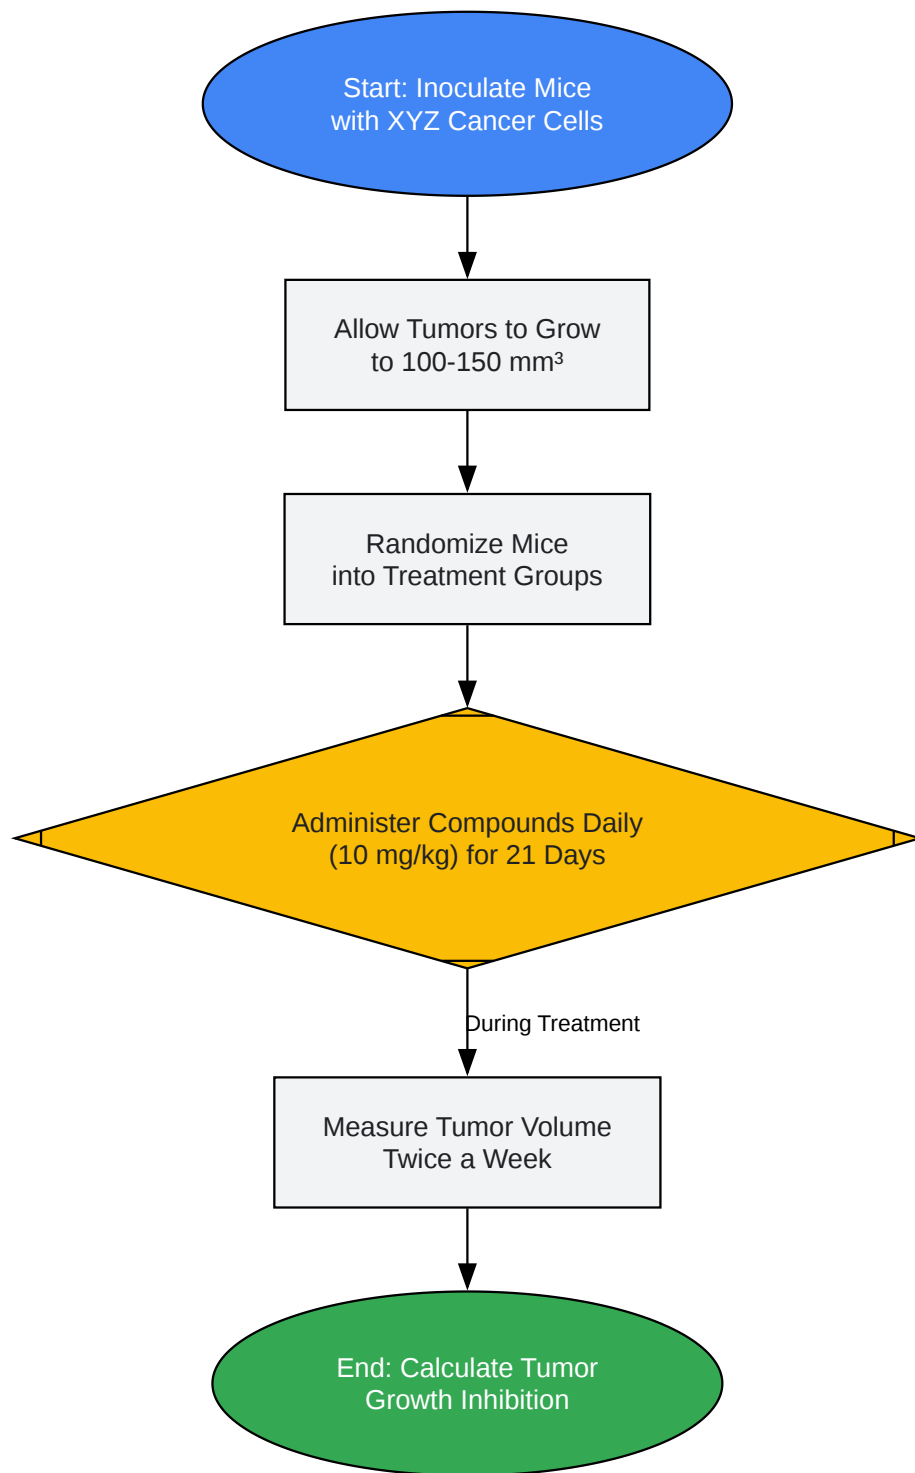 Start: Inoculate Mice
with XYZ Cancer Cells
Allow Tumors to Grow
to 100-150 mm³
Randomize Mice
into Treatment Groups
Administer Compounds Daily
(10 mg/kg) for 21 Days
During Treatment
Measure Tumor Volume
Twice a Week
End: Calculate Tumor
Growth Inhibition